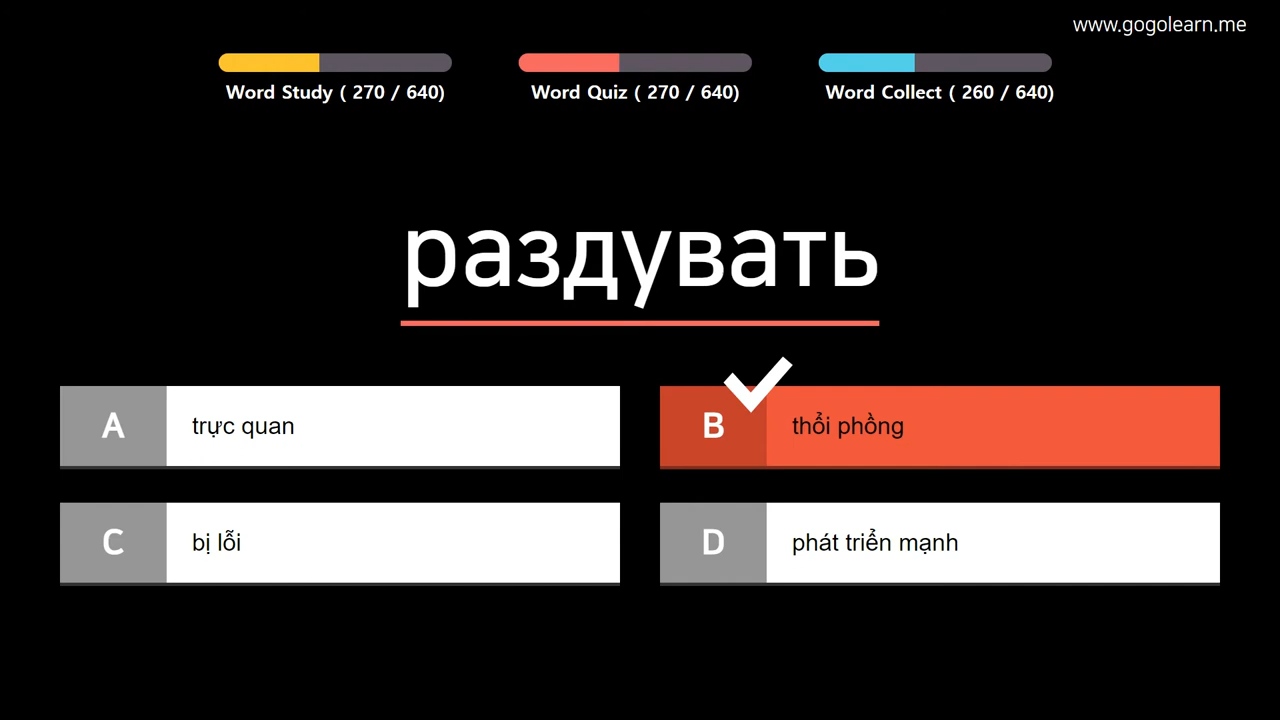 www.gogolearn.me
Word Study ( 270 / 640)
Word Quiz ( 270 / 640)
Word Collect ( 260 / 640)
раздувать
A trực quan
B thổi phồng
C bị lỗi
D phát triển mạnh